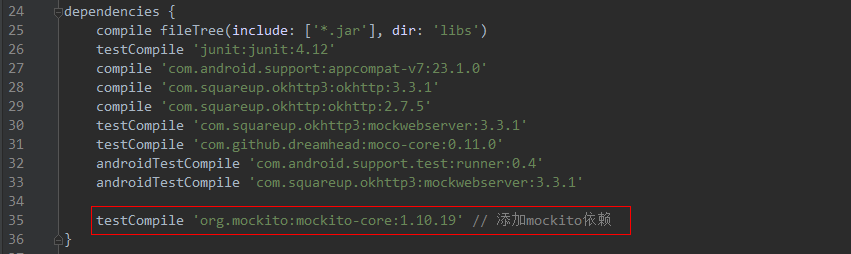 24 dependencies {
25 compile fileTree(include: ['*.jar'], dir: 'libs')
26 testCompile 'junit:junit:4.12'
27 compile 'com.android.support:appcompat-v7:23.1.0'
28 compile 'com.squareup.okhttp3:okhttp:3.3.1'
29 compile 'com.squareup.okhttp:okhttp:2.7.5'
30 testCompile 'com.squareup.okhttp3:mockwebserver:3.3.1'
31 testCompile 'com.github.dreamhead:moco-core:0.11.0'
32 androidTestCompile 'com.android.support.test:runner:0.4'
33 androidTestCompile 'com.squareup.okhttp3:mockwebserver:3.3.1'
34
35 testCompile 'org.mockito:mockito-core:1.10.19' // 添加mockito依赖
36 }